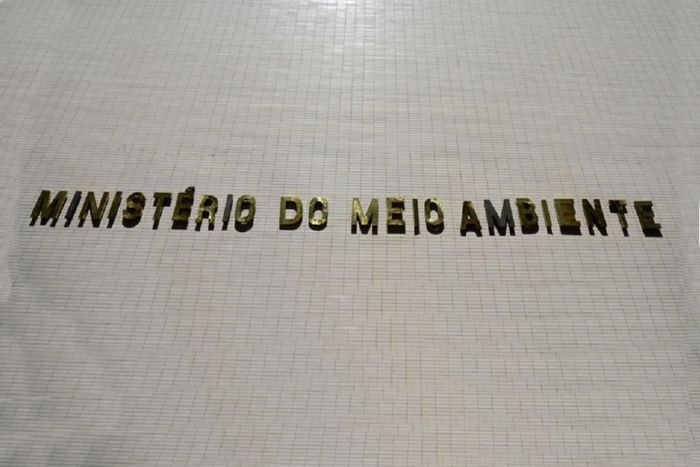 MINISTÉRIO DO MEIO AMBIENTE